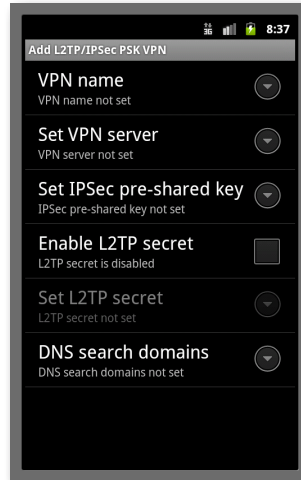 3G 8:37
Add L2TP/IPSec PSK VPN
VPN name
VPN name not set
Set VPN server
VPN server not set
Set IPSec pre-shared key
IPSec pre-shared key not set
Enable L2TP secret
L2TP secret is disabled
Set L2TP secret
L2TP secret not set
DNS search domains
DNS search domains not set